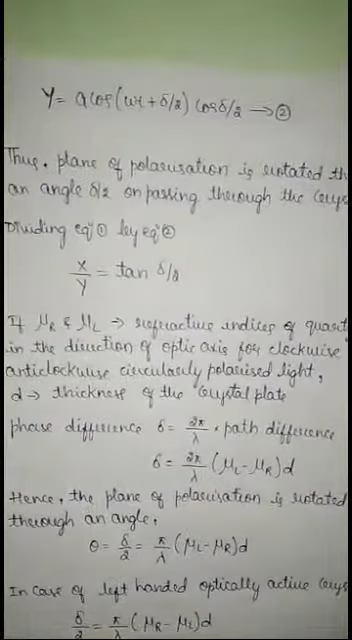 Y = a cos(wt + δ/2) cos δ/2 → ②
Thus, plane of polarisation is rotated th
an angle δ/2 on passing through the Crys
Dividing eqⁿ ① by eqⁿ ②
X/Y = tan δ/2
If μR & μL → refractive indices of quart
in the direction of optic axis for clockwise
anticlockwise circularly polarised light,
d → thickness of the Crystal plate
phase difference δ = 2π/λ × path difference
δ = 2π/λ (μL - μR)d
Hence, the plane of polarisation is rotated
through an angle,
θ = δ/2 = π/λ (μL - μR)d
In case of left handed optically active Crys
δ/2 = π/λ (μR - μL)d